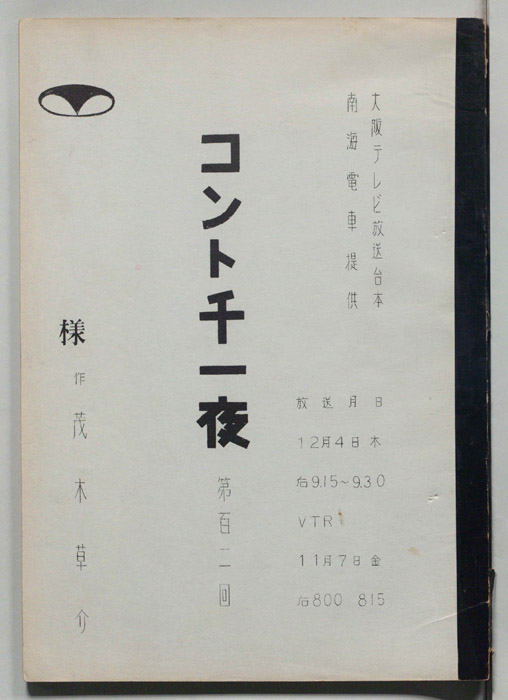 大阪テレビ放送台本
南海電車提供
放送月日
12月4日木
后9.15～9.30
VTR
11月7日金
后800 815
コント千一夜
第百二回
様
作 茂木草介